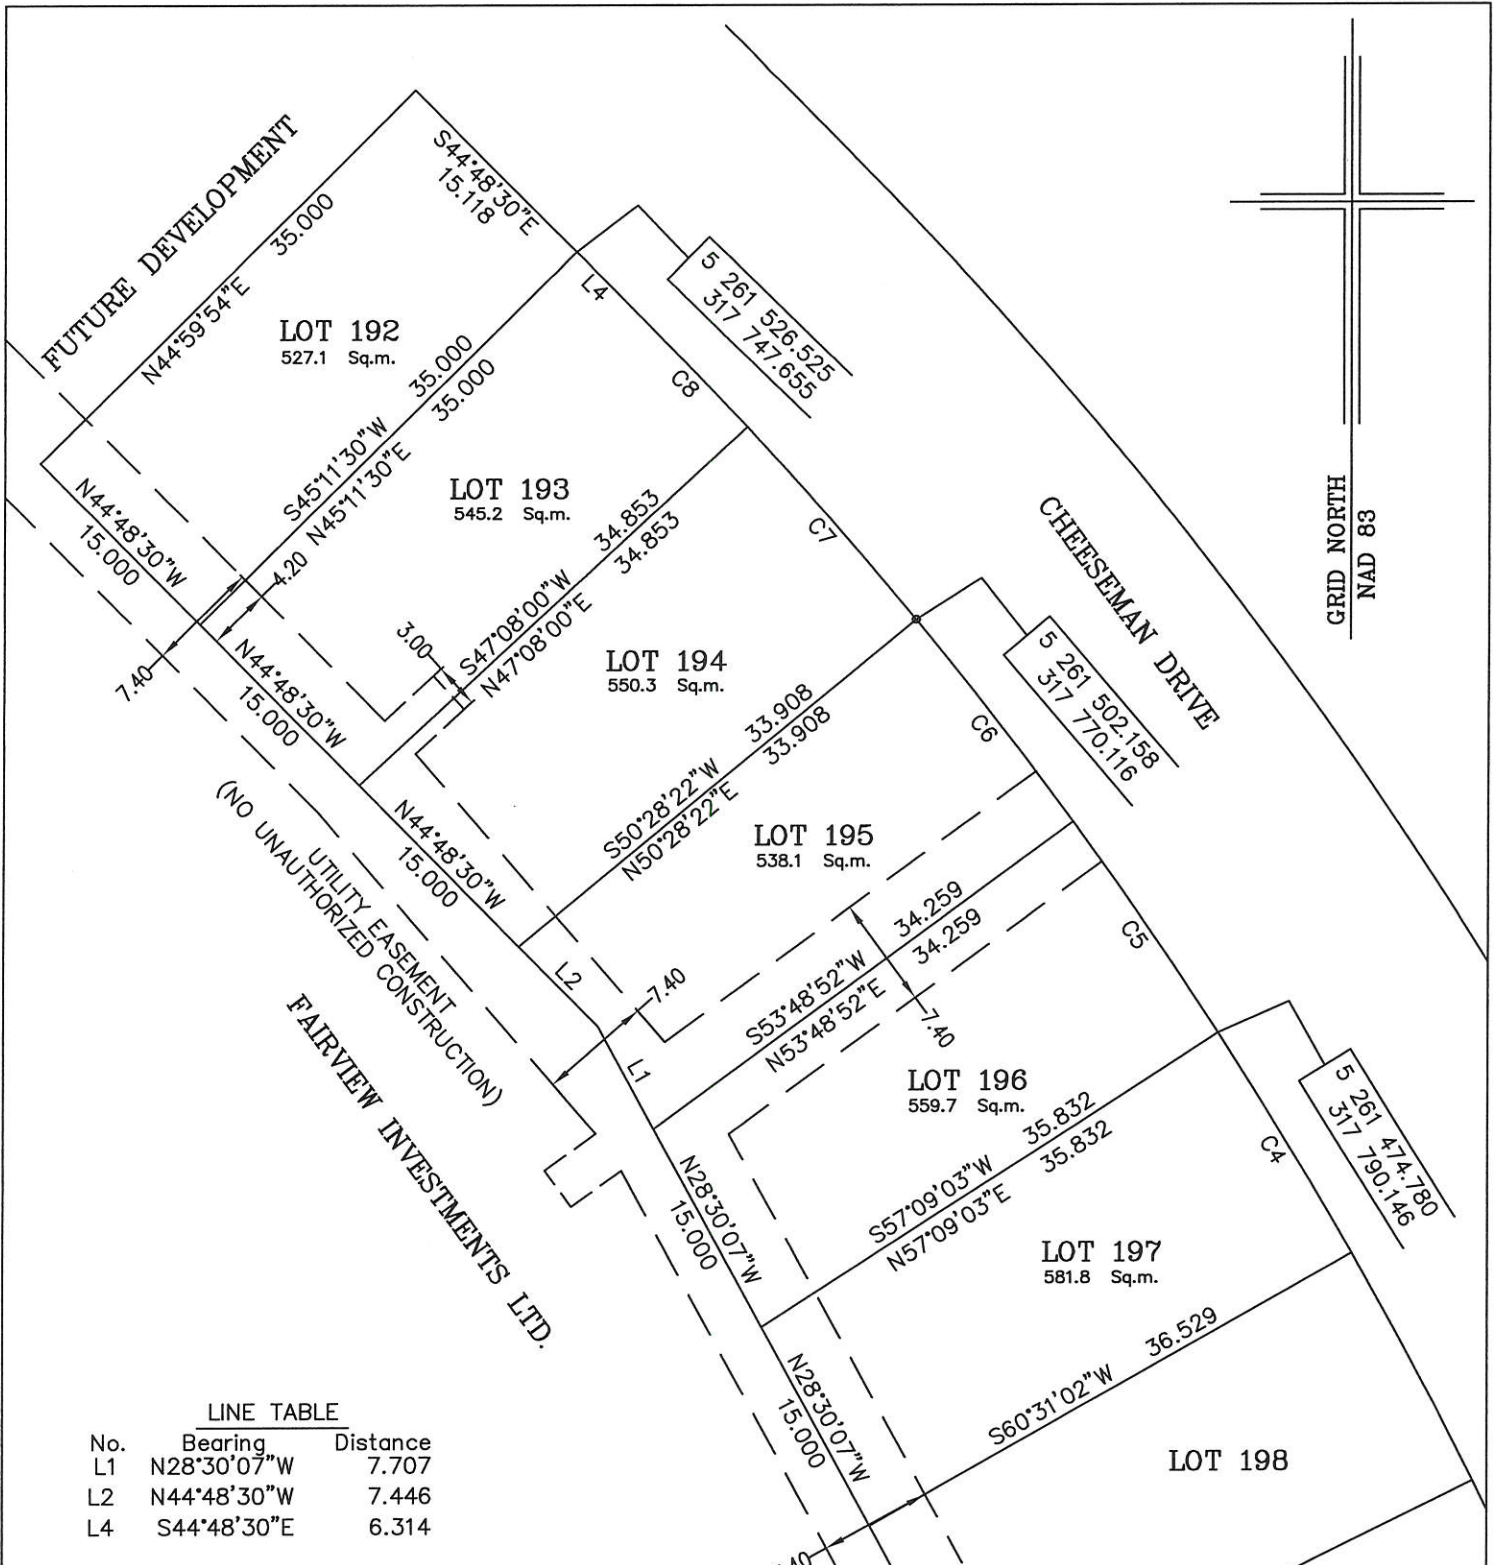 FUTURE DEVELOPMENT
S44°48'30"E
15.118
N44°59'54"E
35.000
LOT 192
527.1 Sq.m.
S45°11'30"W
35.000
N45°11'30"E
35.000
N44°48'30"W
15.000
4.20
7.40
L4
5 261 526.525
317 747.655
C8
LOT 193
545.2 Sq.m.
S47°08'00"W
34.853
N47°08'00"E
34.853
3.00
N44°48'30"W
15.000
C7
LOT 194
550.3 Sq.m.
S50°28'22"W
33.908
N50°28'22"E
33.908
N44°48'30"W
15.000
5 261 502.158
317 770.116
C6
CHEESEMAN DRIVE
GRID NORTH
NAD 83
LOT 195
538.1 Sq.m.
S53°48'52"W
34.259
N53°48'52"E
34.259
L2
7.40
7.40
L1
UTILITY EASEMENT
(NO UNAUTHORIZED CONSTRUCTION)
FAIRVIEW INVESTMENTS LTD.
C5
LOT 196
559.7 Sq.m.
S57°09'03"W
35.832
N57°09'03"E
35.832
N28°30'07"W
15.000
5 261 474.780
317 790.146
C4
LOT 197
581.8 Sq.m.
S60°31'02"W
36.529
N28°30'07"W
15.000
LOT 198
LINE TABLE
No. Bearing Distance
L1 N28°30'07"W 7.707
L2 N44°48'30"W 7.446
L4 S44°48'30"E 6.314